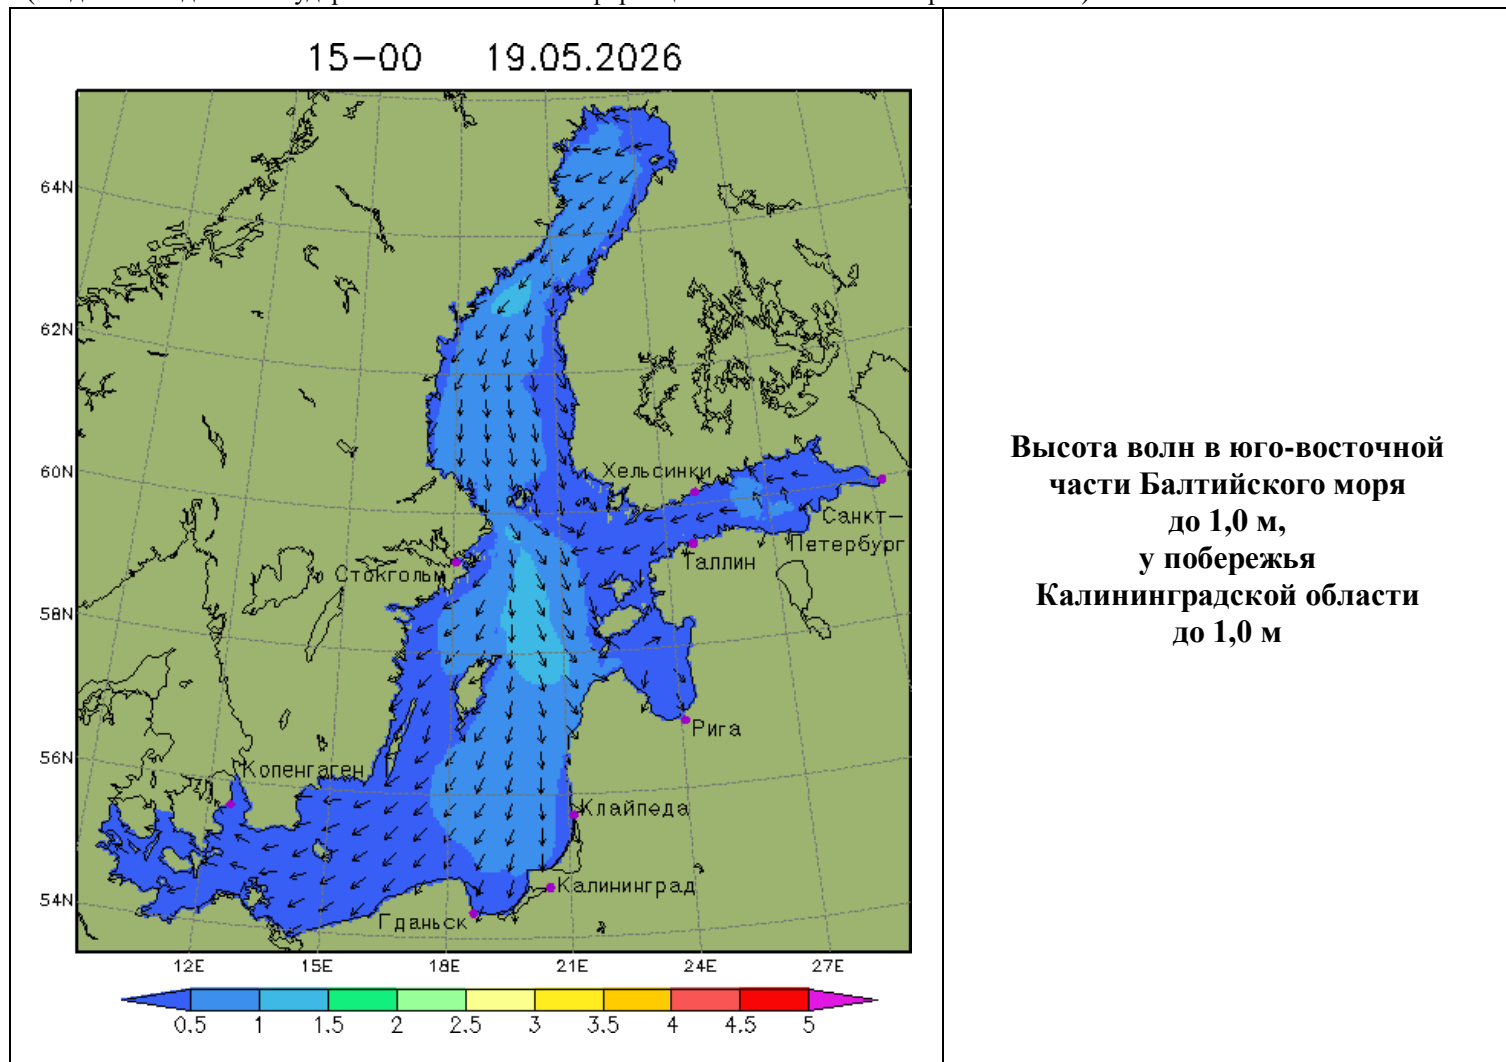 15-00 19.05.2026
64N
62N
60N
58N
56N
54N
Хельсинки
Санкт-
Петербург
Таллин
Стокгольм
Рига
Копенгаген
Клайпеда
Калининград
Гданьск
12E 15E 18E 21E 24E 27E
0.5 1 1.5 2 2.5 3 3.5 4 4.5 5
Высота волн в юго-восточной
части Балтийского моря
до 1,0 м,
у побережья
Калининградской области
до 1,0 м